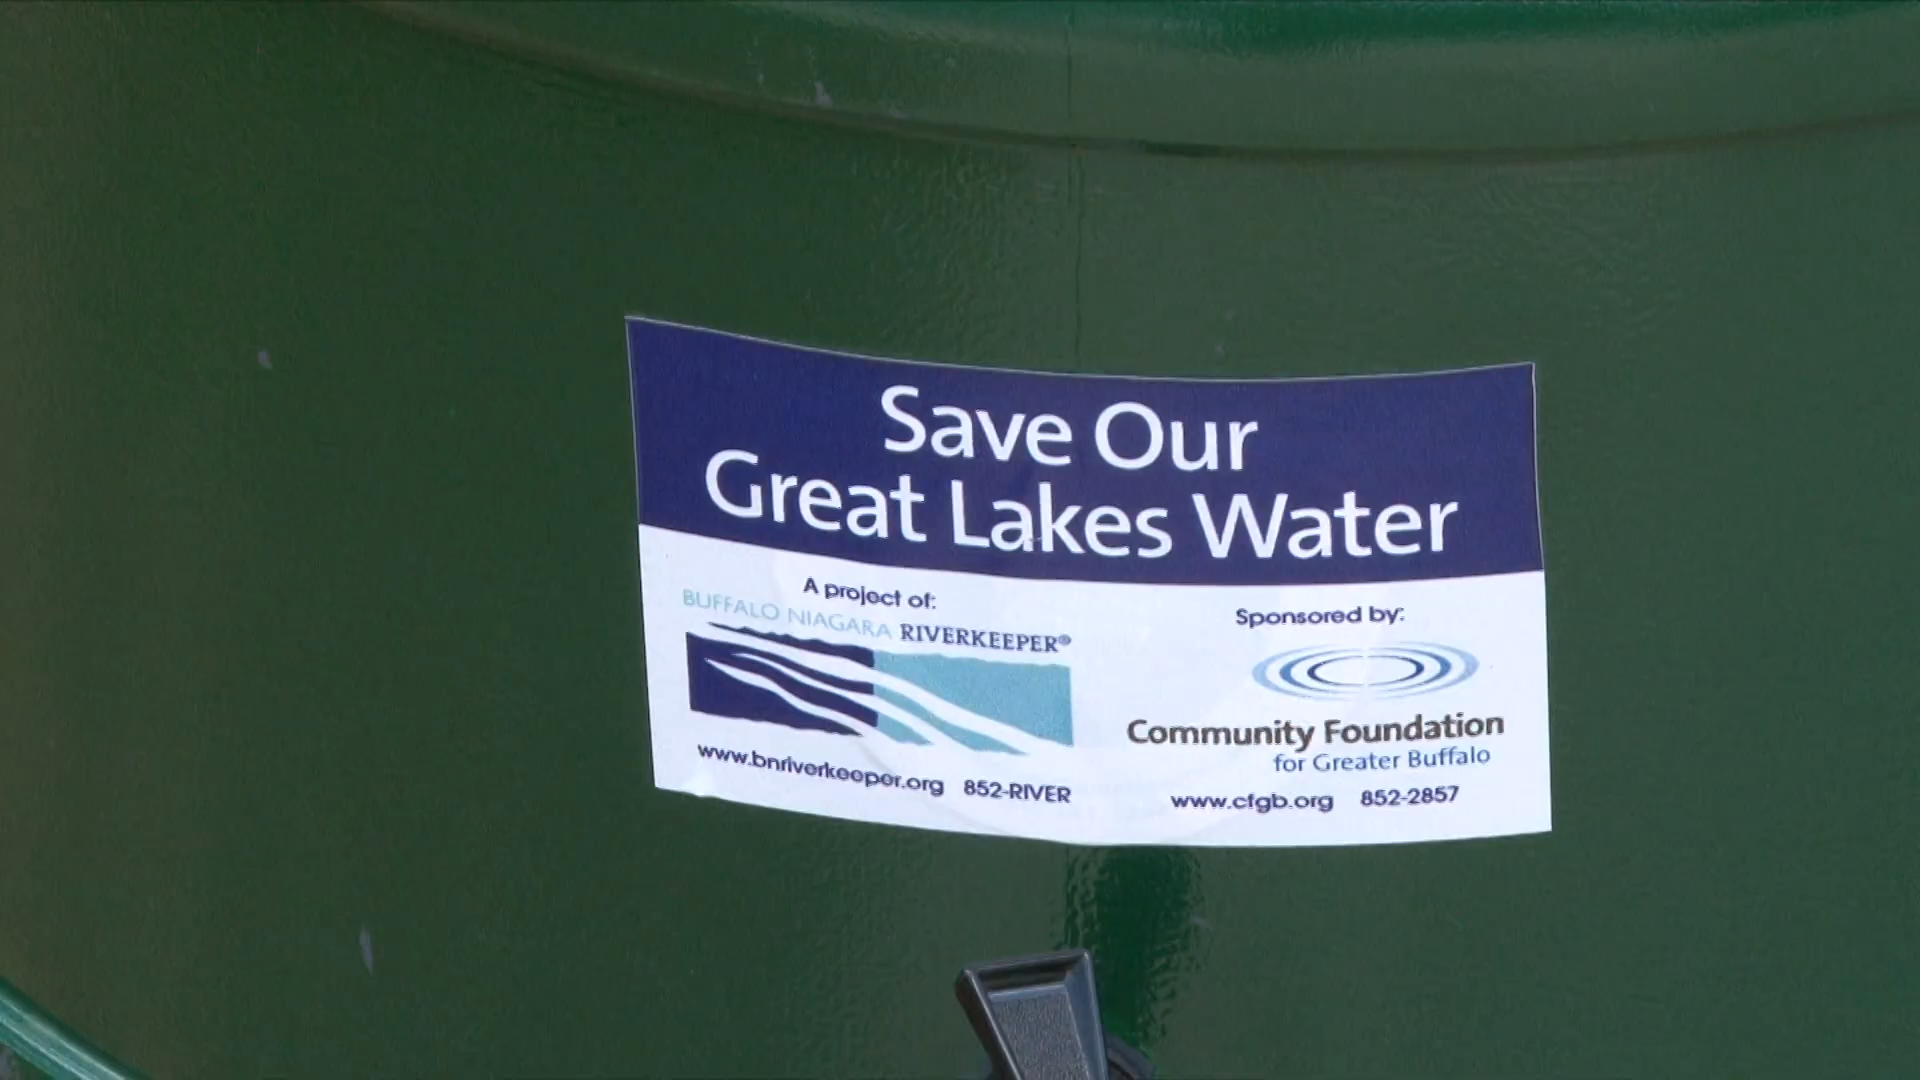 Save Our
Great Lakes Water
A project of:
BUFFALO NIAGARA RIVERKEEPER®
www.bnriverkeeper.org 852-RIVER
Sponsored by:
Community Foundation
for Greater Buffalo
www.cfgb.org 852-2857